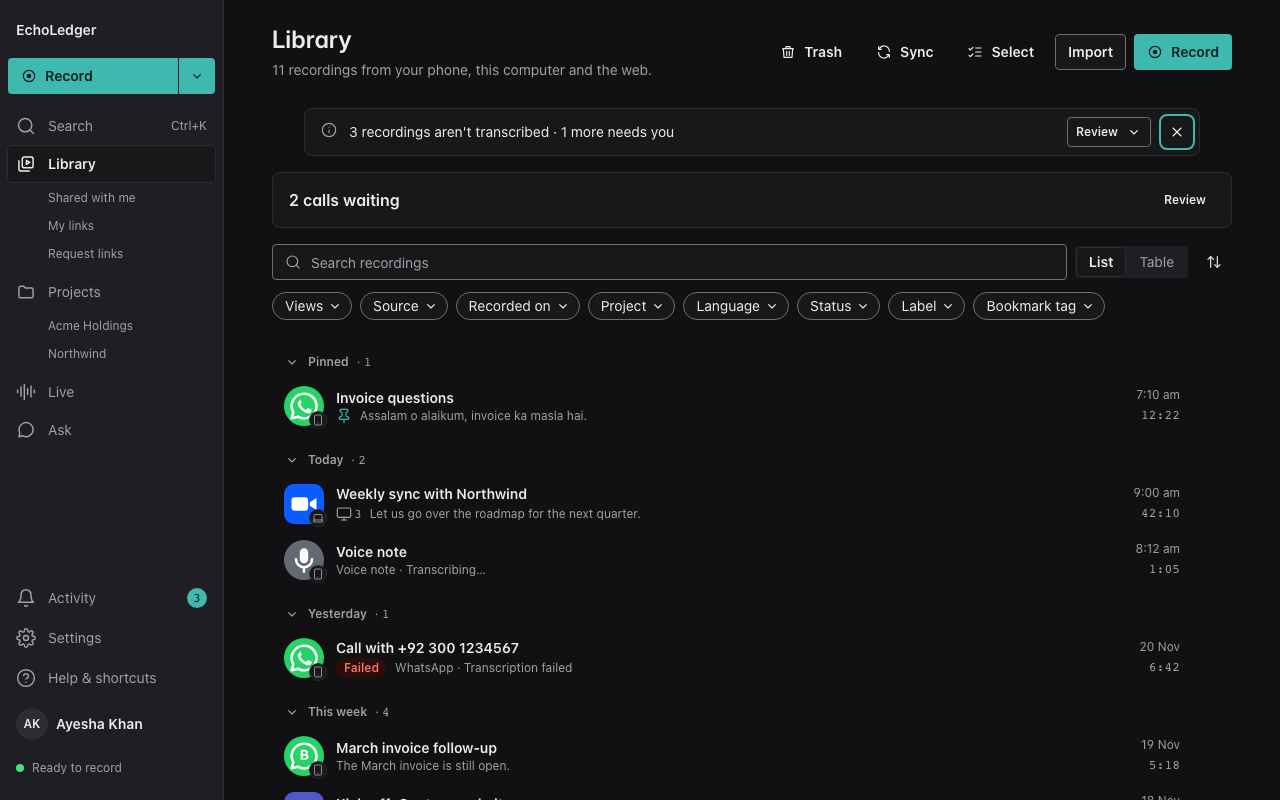 EchoLedger
Record
Search Ctrl+K
Library
Shared with me
My links
Request links
Projects
Acme Holdings
Northwind
Live
Ask
Activity 3
Settings
Help & shortcuts
AK Ayesha Khan
Ready to record
Library
11 recordings from your phone, this computer and the web.
Trash Sync Select Import Record
3 recordings aren't transcribed · 1 more needs you Review
2 calls waiting Review
Search recordings List Table
Views Source Recorded on Project Language Status Label Bookmark tag
Pinned · 1
Invoice questions 7:10 am
Assalam o alaikum, invoice ka masla hai. 12:22
Today · 2
Weekly sync with Northwind 9:00 am
3 Let us go over the roadmap for the next quarter. 42:10
Voice note 8:12 am
Voice note · Transcribing... 1:05
Yesterday · 1
Call with +92 300 1234567 20 Nov
Failed WhatsApp · Transcription failed 6:42
This week · 4
March invoice follow-up 19 Nov
The March invoice is still open. 5:18
18 Nov